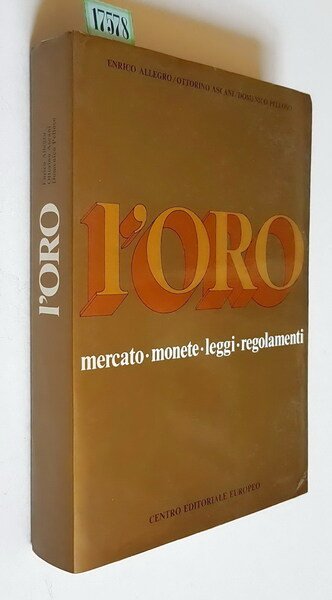 17578
ENRICO ALLEGRO/OTTORINO ASCANI/DOMENICO PELLOSO
l'ORO
mercato·monete·leggi·regolamenti
CENTRO EDITORIALE EUROPEO
l'ORO